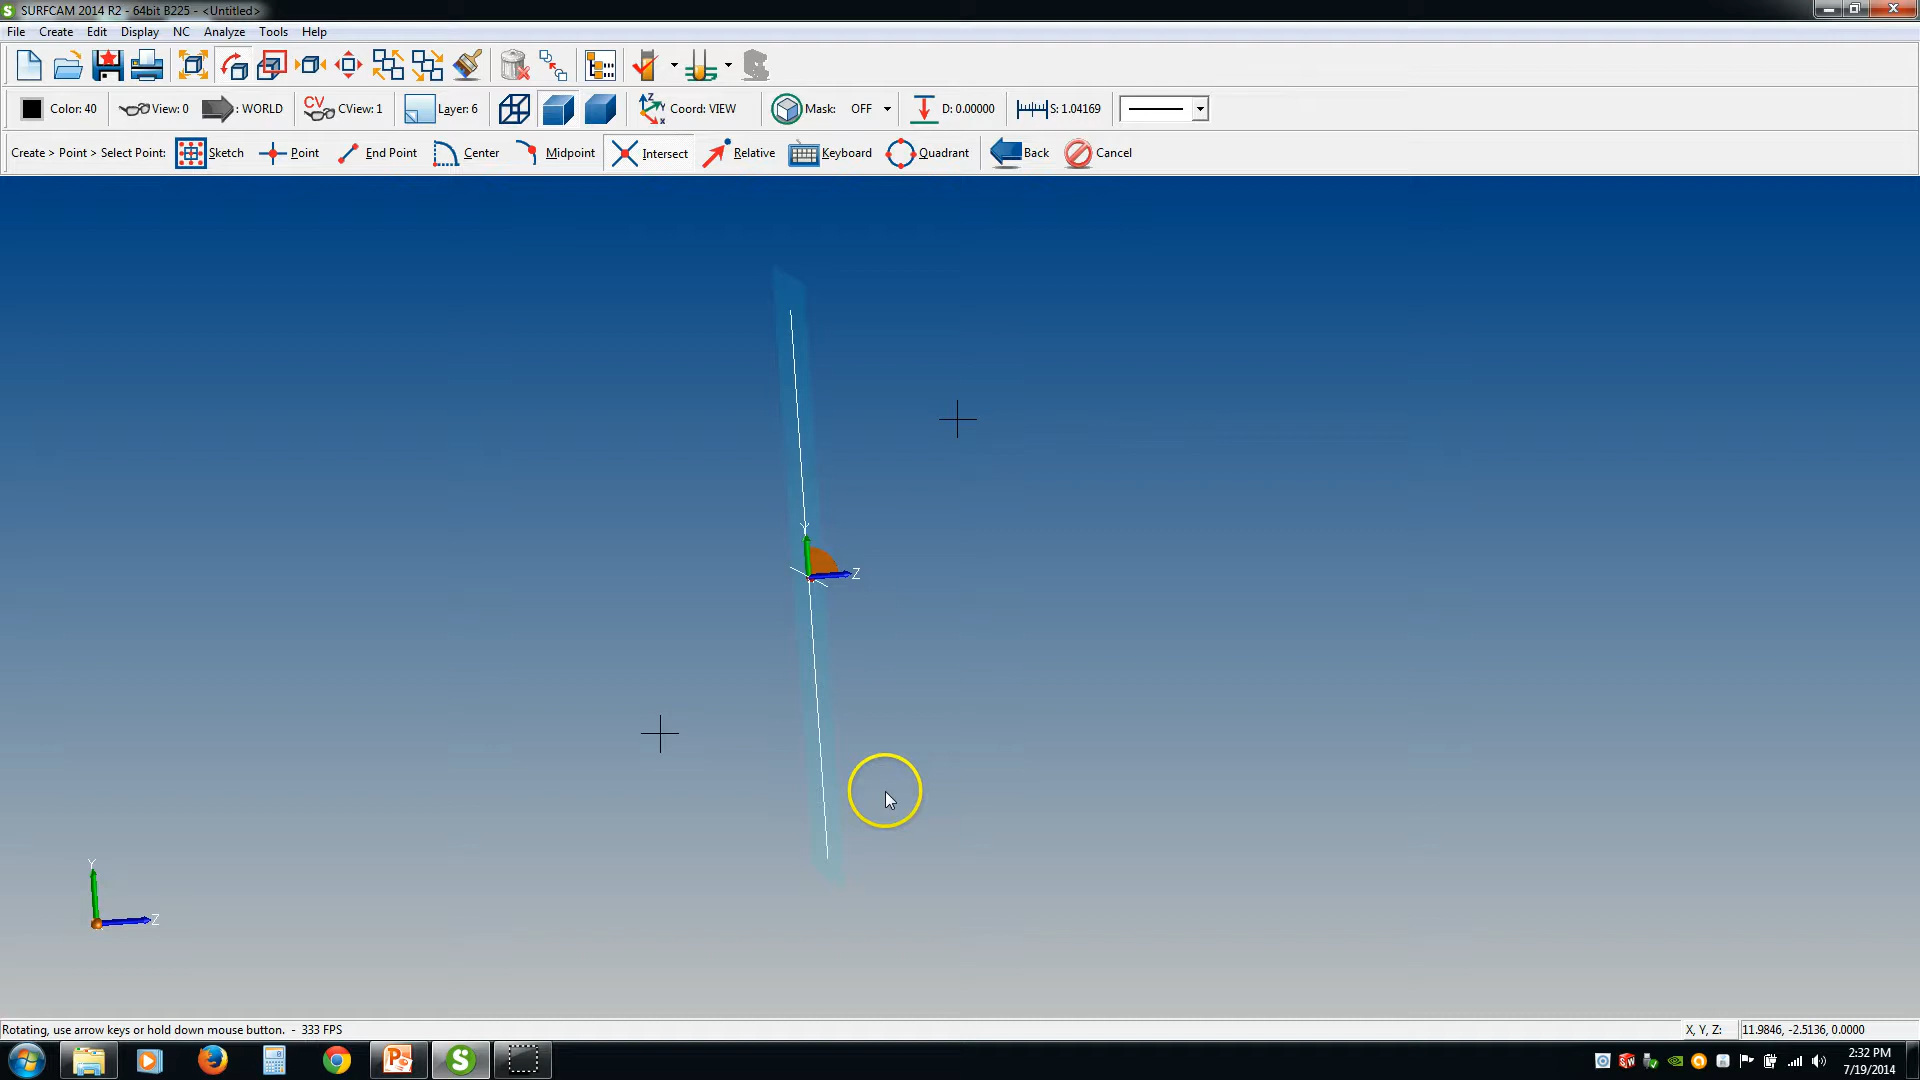 SURFCAM 2014 R2 - 64bit B225 - <Untitled>
File Create Edit Display NC Analyze Tools Help
Color: 40 View: 0 : WORLD CV CView: 1 Layer: 6 Z Y X Coord: VIEW Mask: OFF D: 0.00000 S: 1.04169
Create > Point > Select Point: Sketch Point End Point Center Midpoint Intersect Relative Keyboard Quadrant Back Cancel
Y
Z
Y
Z
Rotating, use arrow keys or hold down mouse button. - 333 FPS X, Y, Z: 11.9846, -2.5136, 0.0000
2:32 PM
7/19/2014